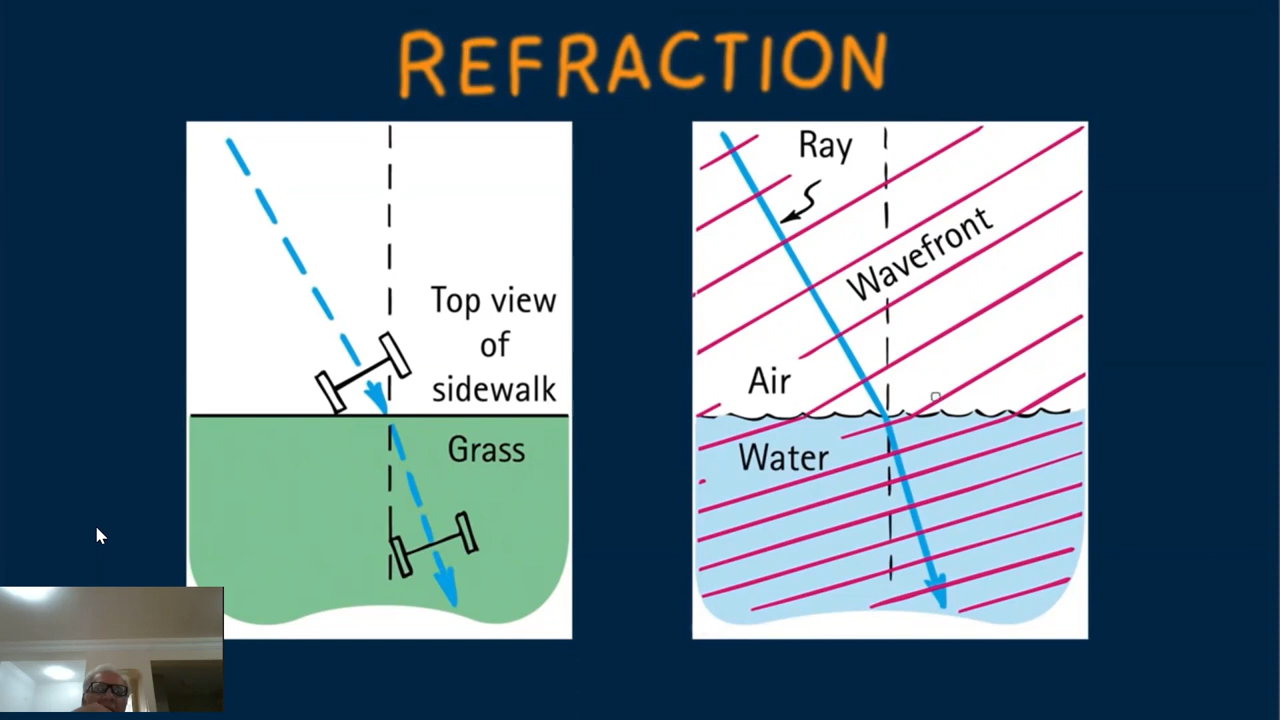 REFRACTION
Top view
of
sidewalk
Grass
Ray
Wavefront
Air
Water